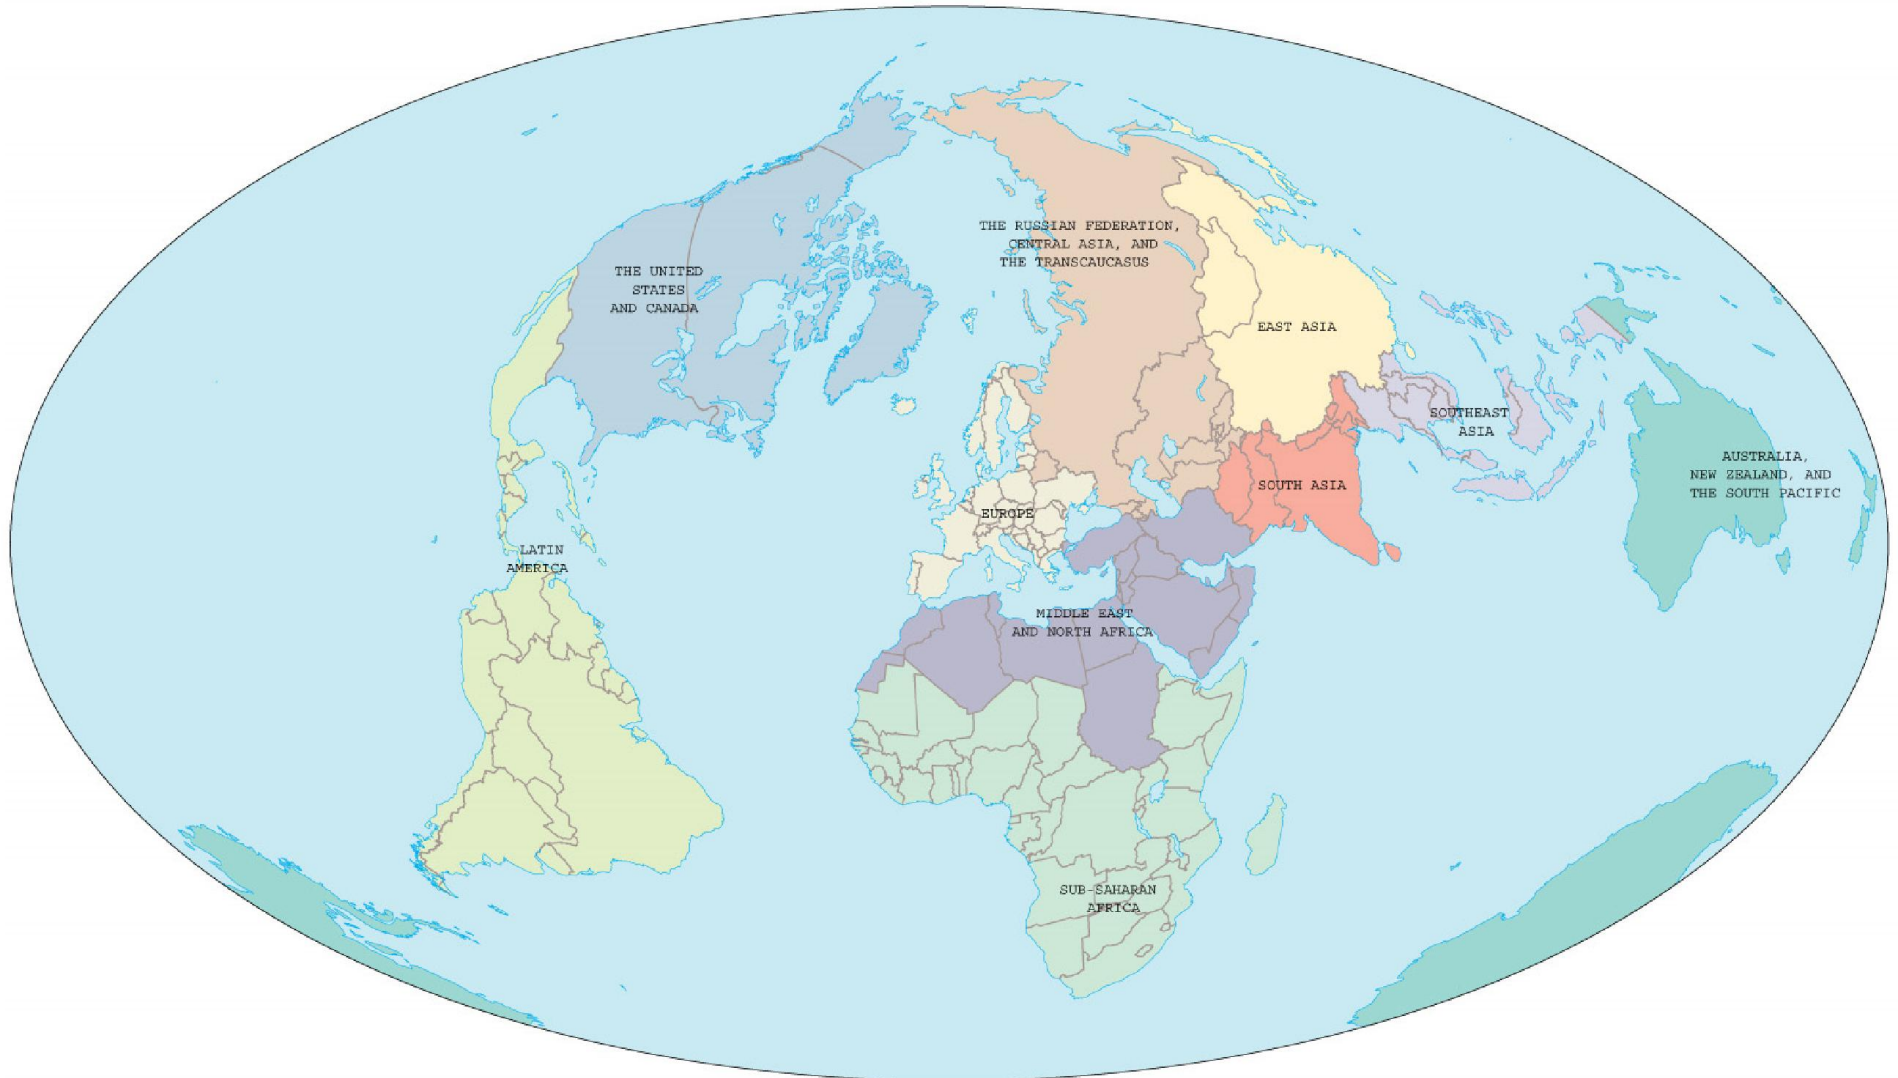 THE RUSSIAN FEDERATION,
CENTRAL ASIA, AND
THE TRANSCAUCASUS
THE UNITED
STATES
AND CANADA
EAST ASIA
SOUTHEAST
ASIA
AUSTRALIA,
NEW ZEALAND, AND
THE SOUTH PACIFIC
SOUTH ASIA
EUROPE
LATIN
AMERICA
MIDDLE EAST
AND NORTH AFRICA
SUB-SAHARAN
AFRICA